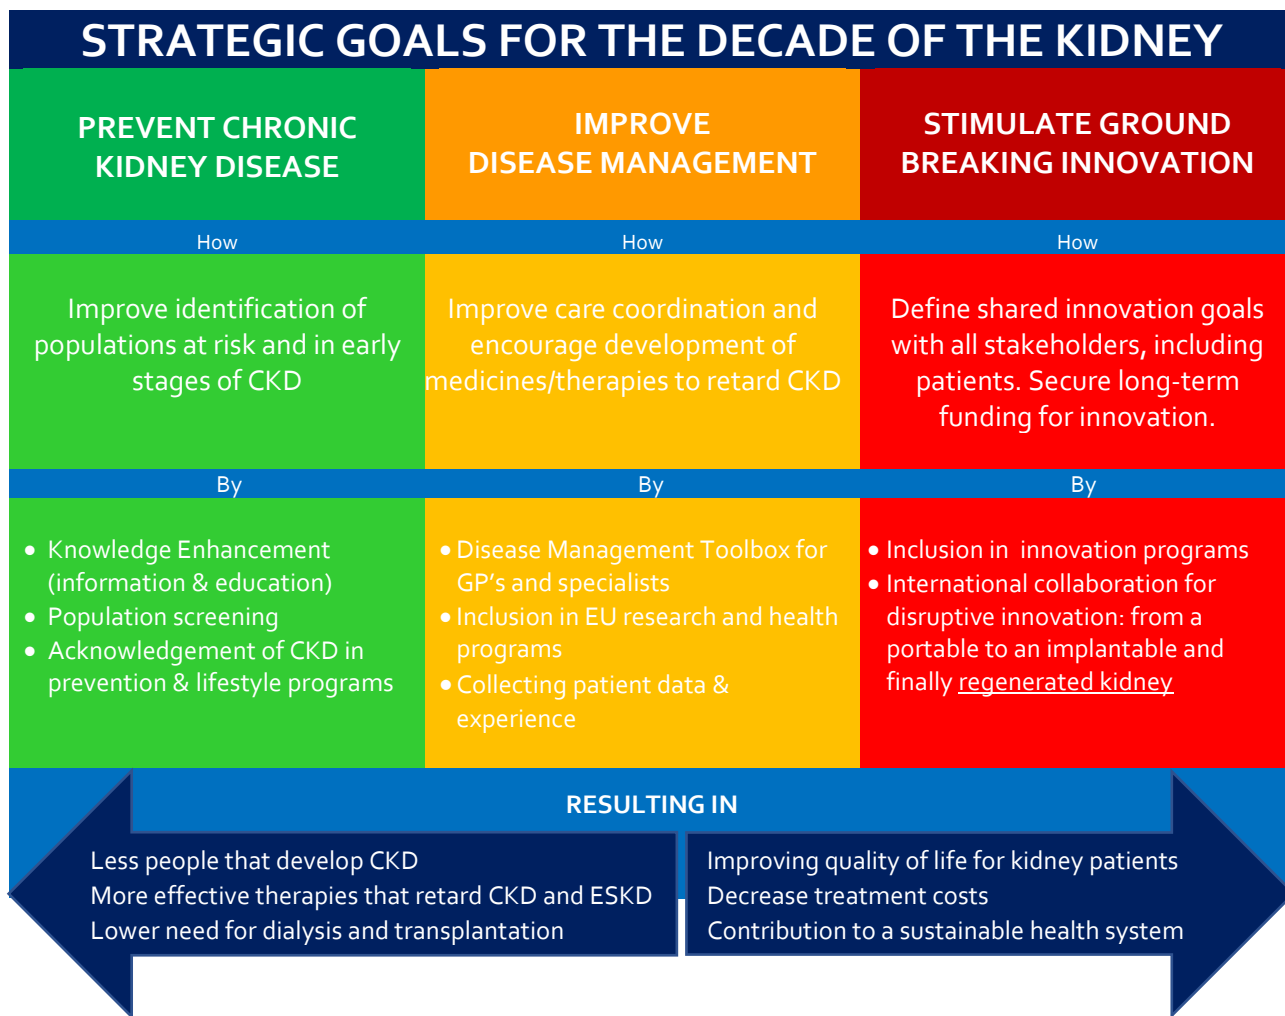 STRATEGIC GOALS FOR THE DECADE OF THE KIDNEY
PREVENT CHRONIC
KIDNEY DISEASE
IMPROVE
DISEASE MANAGEMENT
STIMULATE GROUND
BREAKING INNOVATION
How
How
How
Improve identification of
populations at risk and in early
stages of CKD
Improve care coordination and
encourage development of
medicines/therapies to retard CKD
Define shared innovation goals
with all stakeholders, including
patients. Secure long-term
funding for innovation.
By
By
By
• Knowledge Enhancement
(information & education)
• Population screening
• Acknowledgement of CKD in
prevention & lifestyle programs
• Disease Management Toolbox for
GP's and specialists
• Inclusion in EU research and health
programs
• Collecting patient data &
experience
• Inclusion in innovation programs
• International collaboration for
disruptive innovation: from a
portable to an implantable and
finally regenerated kidney
RESULTING IN
Less people that develop CKD
More effective therapies that retard CKD and ESKD
Lower need for dialysis and transplantation
Improving quality of life for kidney patients
Decrease treatment costs
Contribution to a sustainable health system